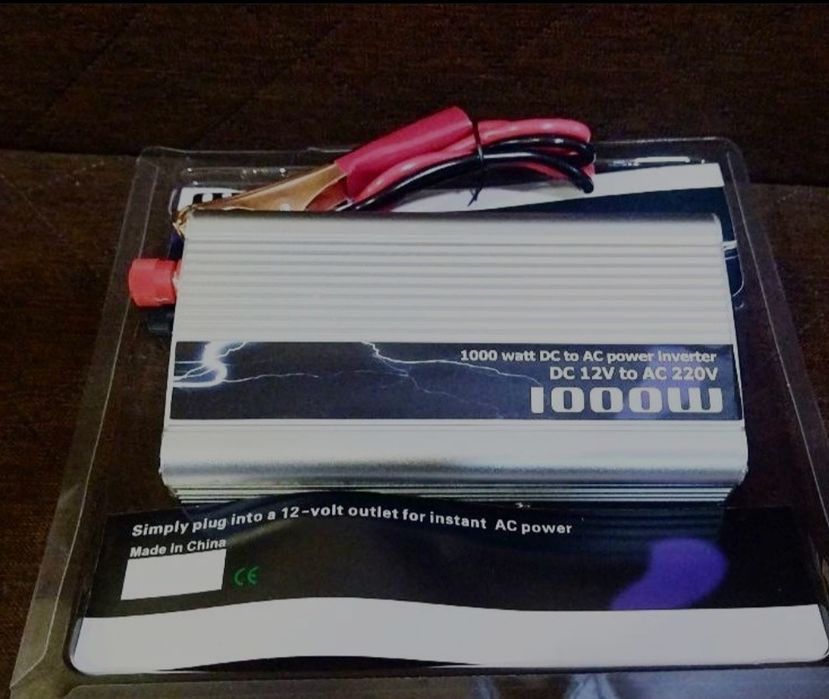 1000 watt DC to AC power inverter
DC 12V to AC 220V
1000W
Simply plug into a 12-volt outlet for instant AC power
Made in China
CE